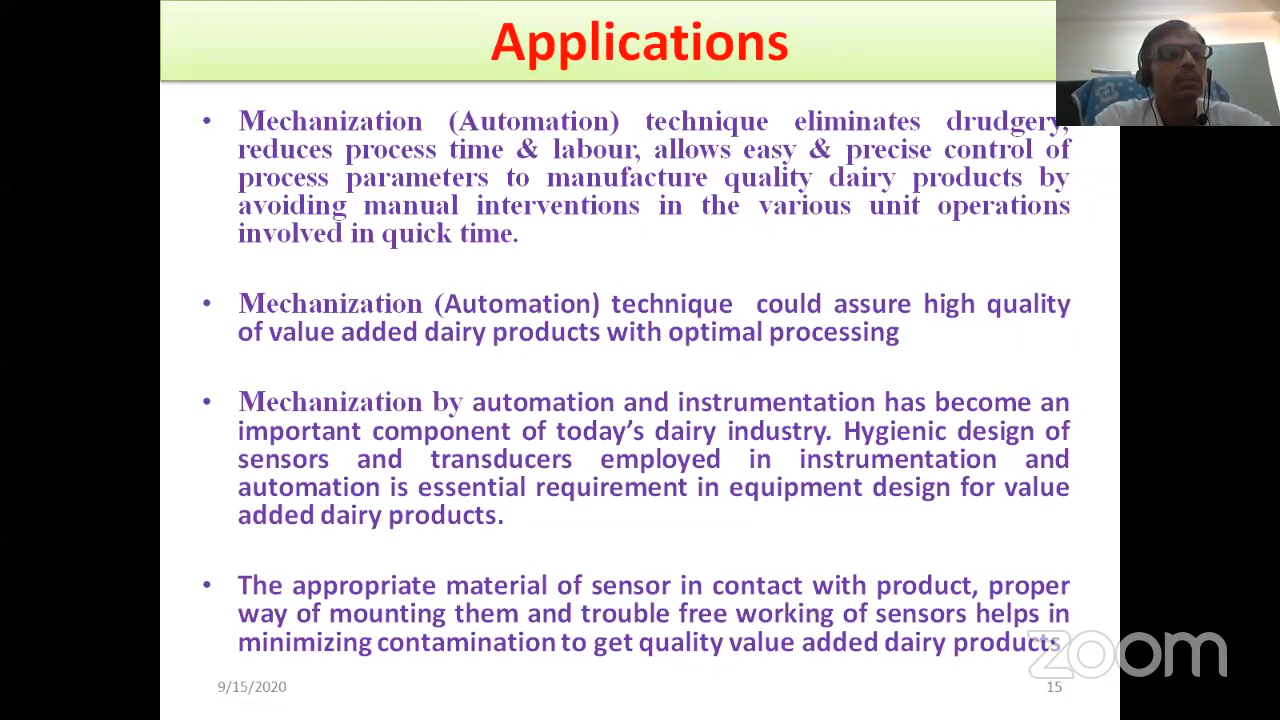 Applications
• Mechanization (Automation) technique eliminates drudgery,
reduces process time & labour, allows easy & precise control of
process parameters to manufacture quality dairy products by
avoiding manual interventions in the various unit operations
involved in quick time.
• Mechanization (Automation) technique could assure high quality
of value added dairy products with optimal processing
• Mechanization by automation and instrumentation has become an
important component of today’s dairy industry. Hygienic design of
sensors and transducers employed in instrumentation and
automation is essential requirement in equipment design for value
added dairy products.
• The appropriate material of sensor in contact with product, proper
way of mounting them and trouble free working of sensors helps in
minimizing contamination to get quality value added dairy products
zoom
9/15/2020
15